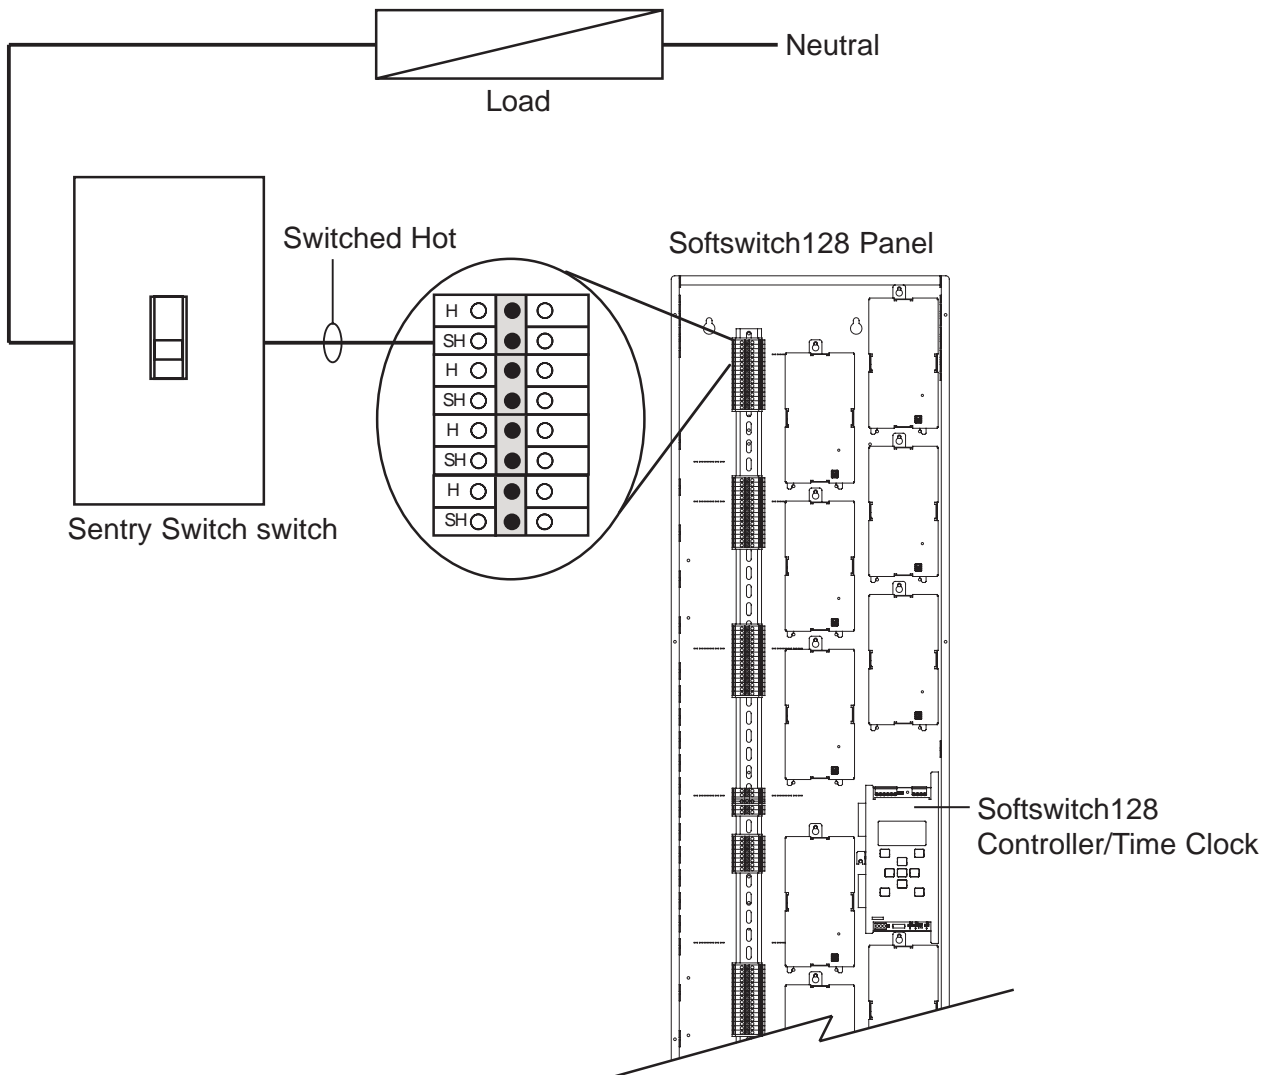 Neutral
Load
Switched Hot
Softswitch128 Panel
H
SH
H
SH
H
SH
H
SH
Sentry Switch switch
Softswitch128
Controller/Time Clock